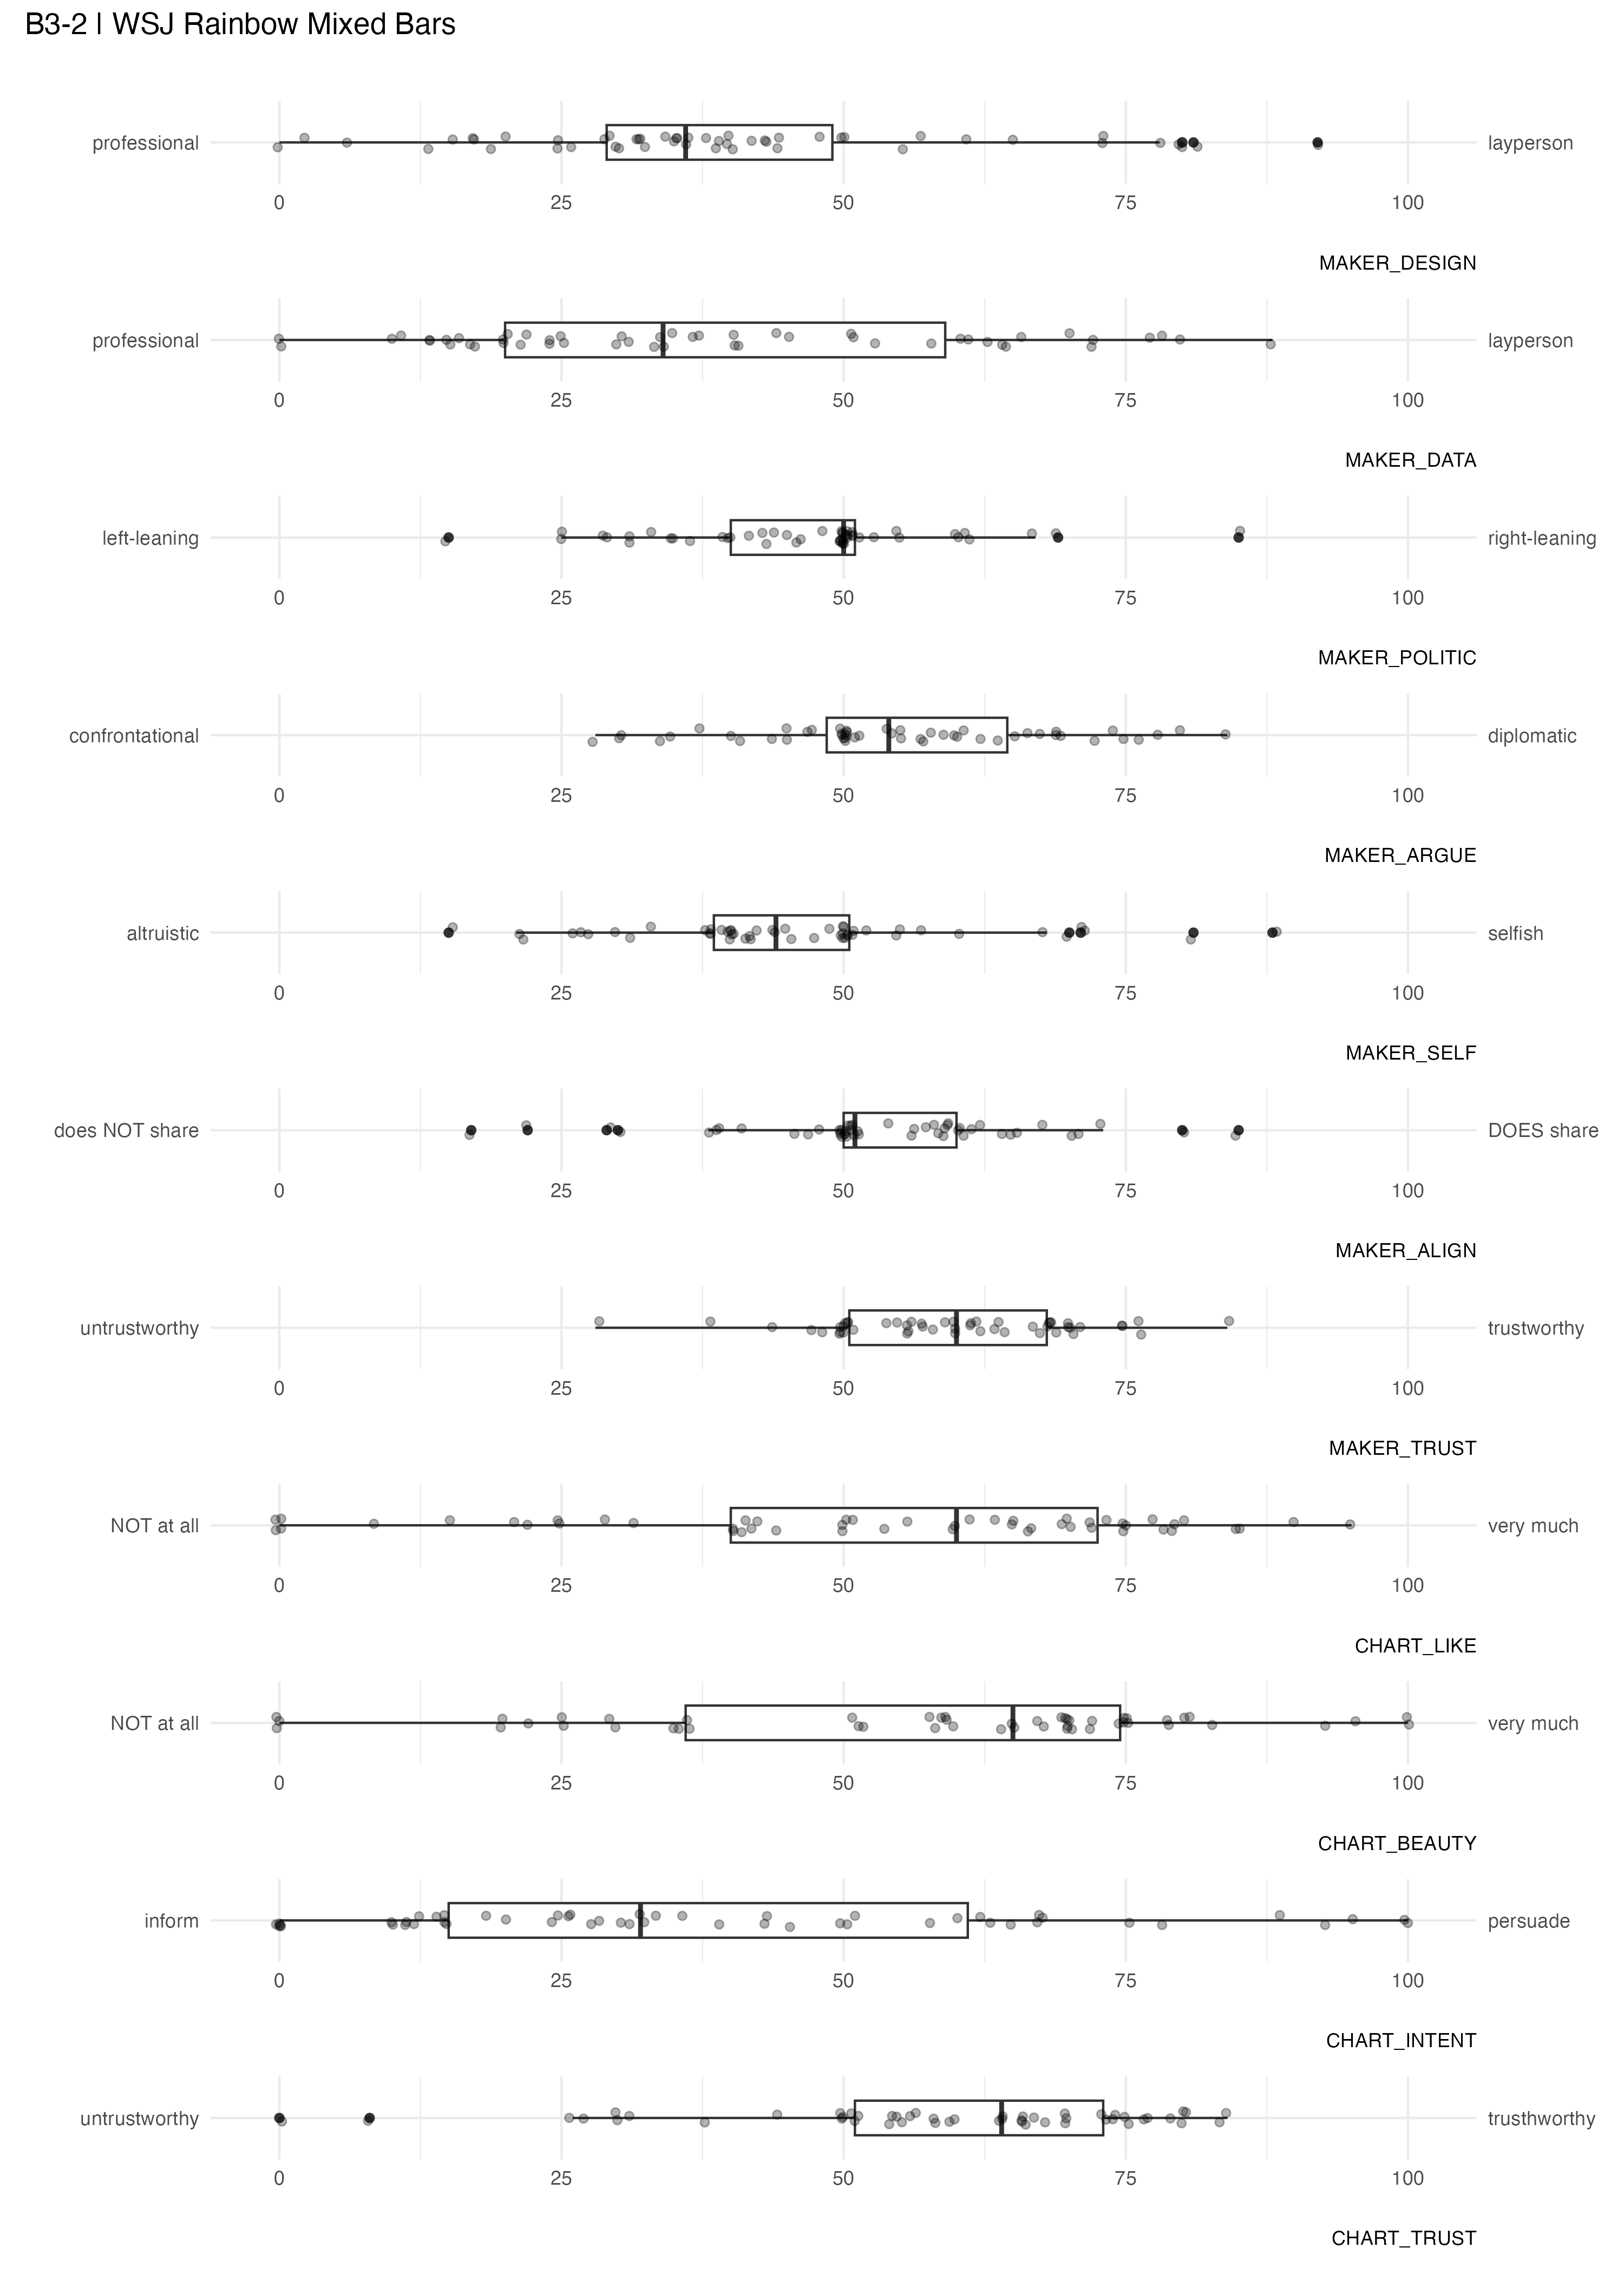 B3-2 | WSJ Rainbow Mixed Bars
professional layperson
0 25 50 75 100
MAKER_DESIGN
professional layperson
0 25 50 75 100
MAKER_DATA
left-leaning right-leaning
0 25 50 75 100
MAKER_POLITIC
confrontational diplomatic
0 25 50 75 100
MAKER_ARGUE
altruistic selfish
0 25 50 75 100
MAKER_SELF
does NOT share DOES share
0 25 50 75 100
MAKER_ALIGN
untrustworthy trustworthy
0 25 50 75 100
MAKER_TRUST
NOT at all very much
0 25 50 75 100
CHART_LIKE
NOT at all very much
0 25 50 75 100
CHART_BEAUTY
inform persuade
0 25 50 75 100
CHART_INTENT
untrustworthy trusthworthy
0 25 50 75 100
CHART_TRUST